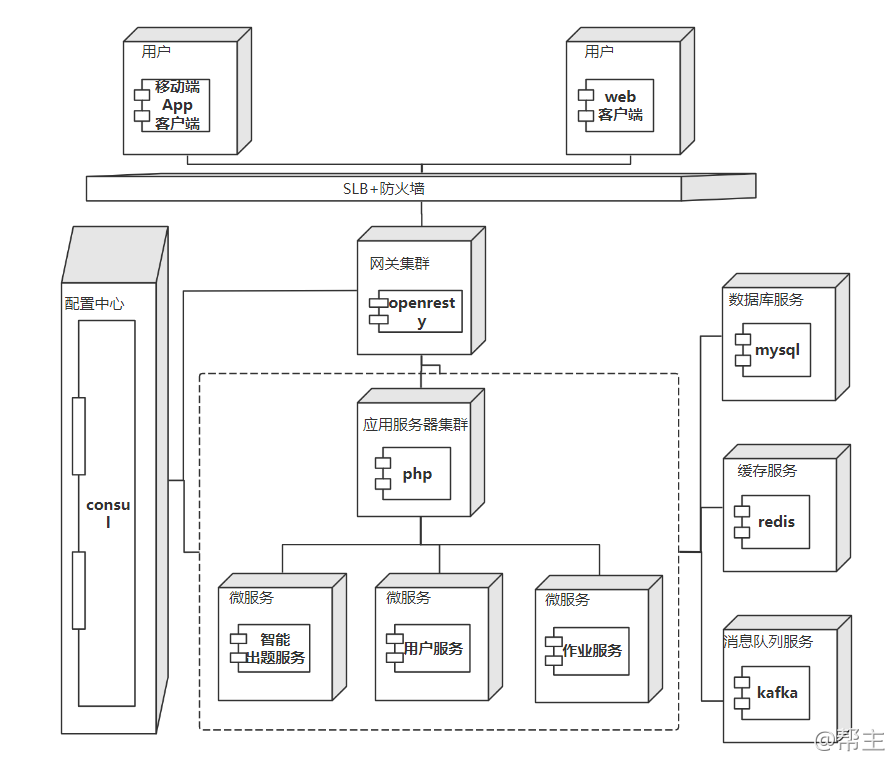 用户
移动端
App
客户端
用户
web
客户端
SLB+防火墙
网关集群
openrest
y
配置中心
consu
l
数据库服务
mysql
应用服务器集群
php
缓存服务
redis
微服务
智能
出题服务
微服务
用户服务
微服务
作业服务
消息队列服务
kafka
@帮主